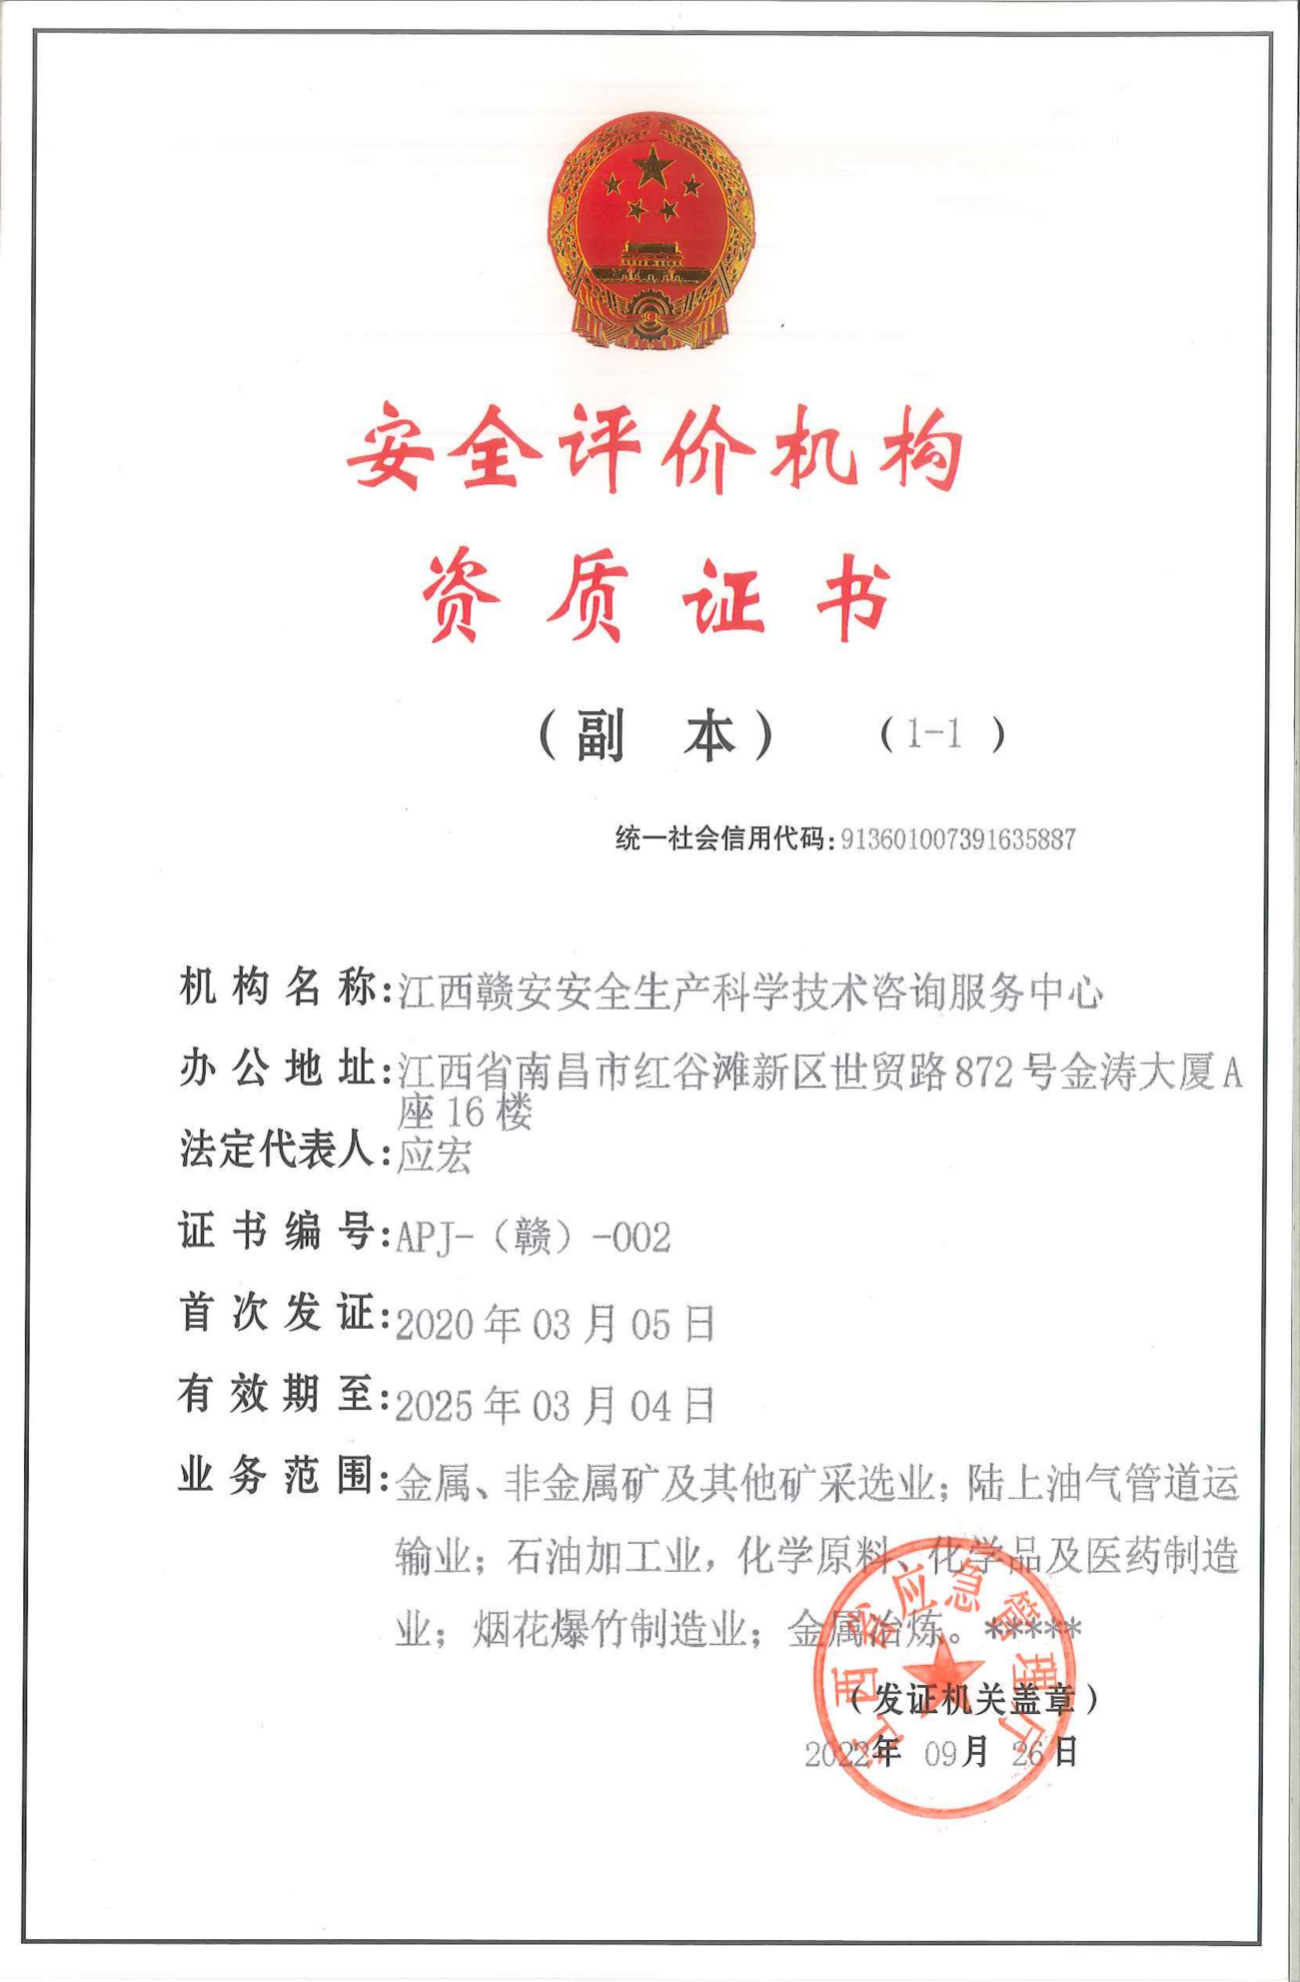 安全评价机构
资质证书
（副 本） （1-1）
统一社会信用代码：913601007391635887
机构名称：江西赣安安全生产科学技术咨询服务中心
办公地址：江西省南昌市红谷滩新区世贸路872号金涛大厦A
座16楼
法定代表人：应宏
证书编号：APJ-（赣）-002
首次发证：2020年03月05日
有效期至：2025年03月04日
业务范围：金属、非金属矿及其他矿采选业；陆上油气管道运
输业；石油加工业，化学原料、化学品及医药制造
业；烟花爆竹制造业；金属冶炼。*****
江西省应急管理厅
（发证机关盖章）
2022年 09月 26日